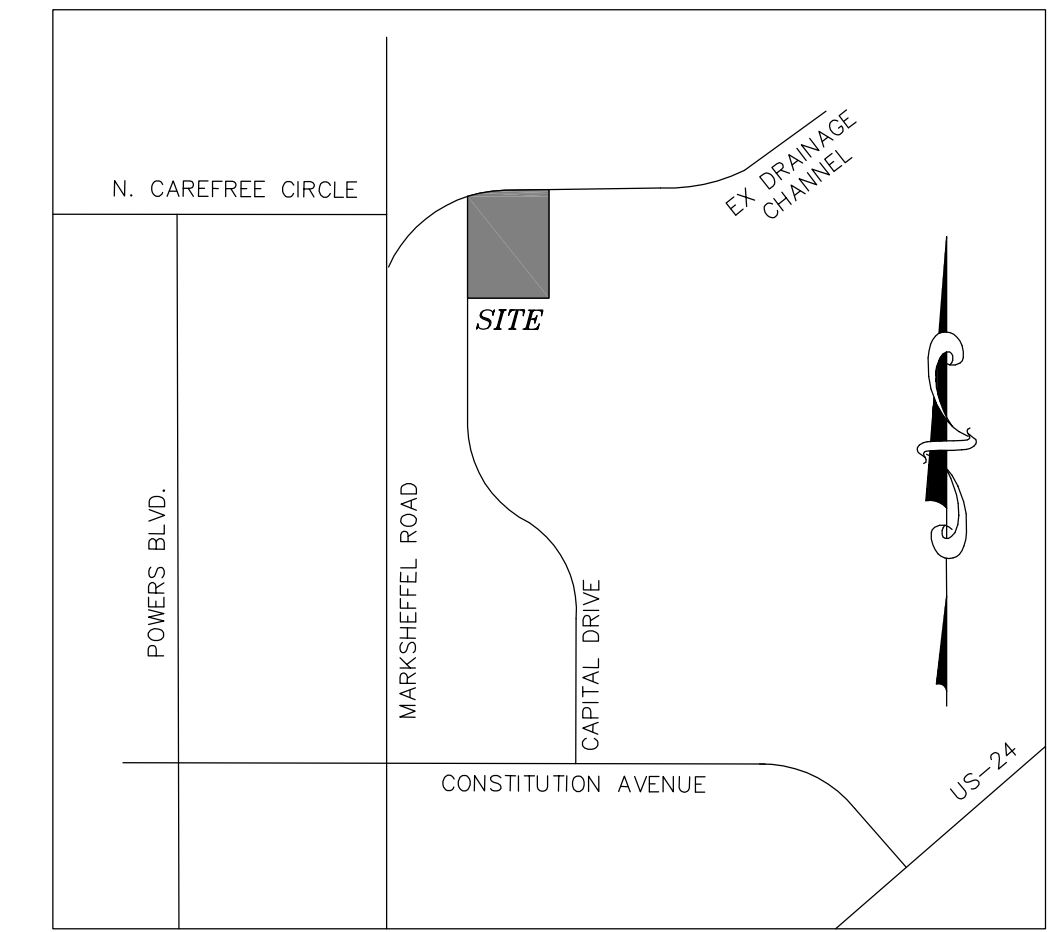 N. CAREFREE CIRCLE
EX DRAINAGE
CHANNEL
SITE
POWERS BLVD.
MARKSHEFFEL ROAD
CAPITAL DRIVE
CONSTITUTION AVENUE
US-24